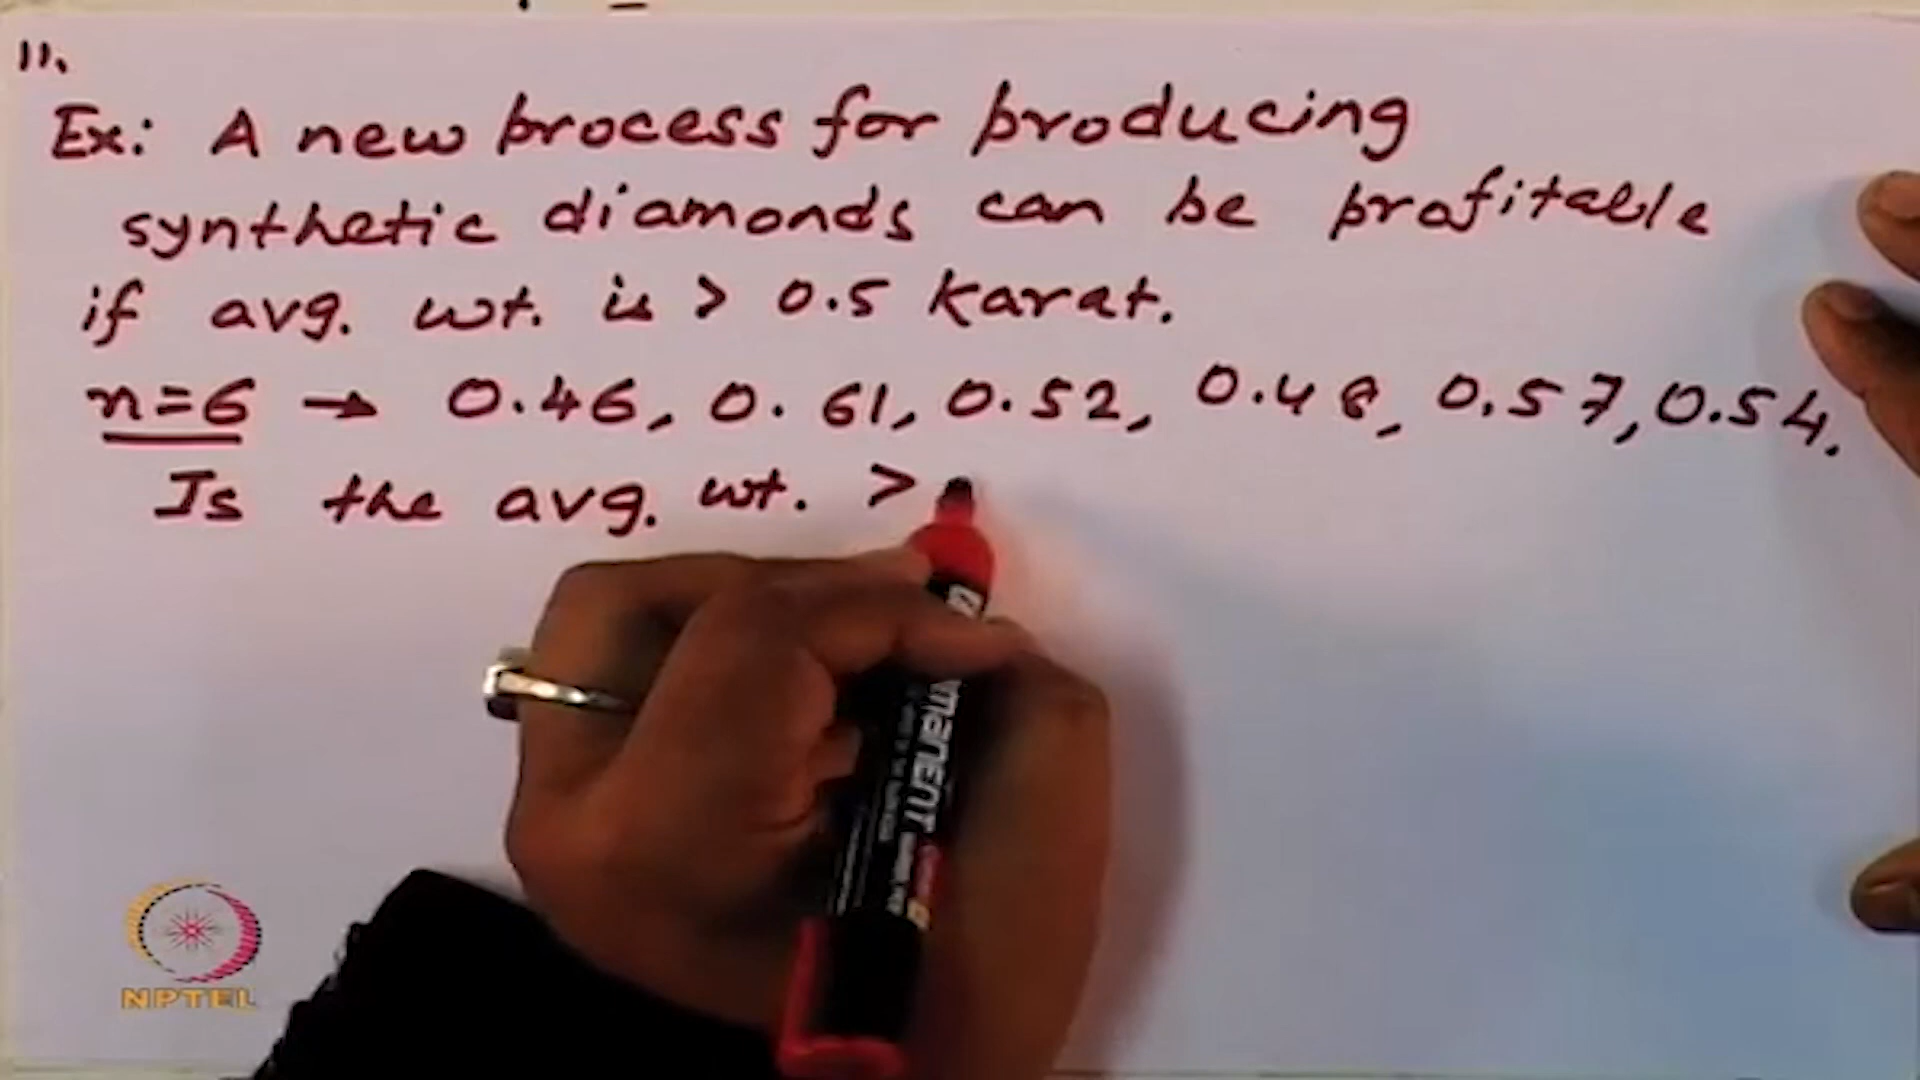 11.
Ex: A new process for producing
synthetic diamonds can be profitable
if avg. wt. is > 0.5 karat.
n=6 → 0.46, 0.61, 0.52, 0.48, 0.57, 0.54.
Is the avg. wt. >
manENT
NPTEL